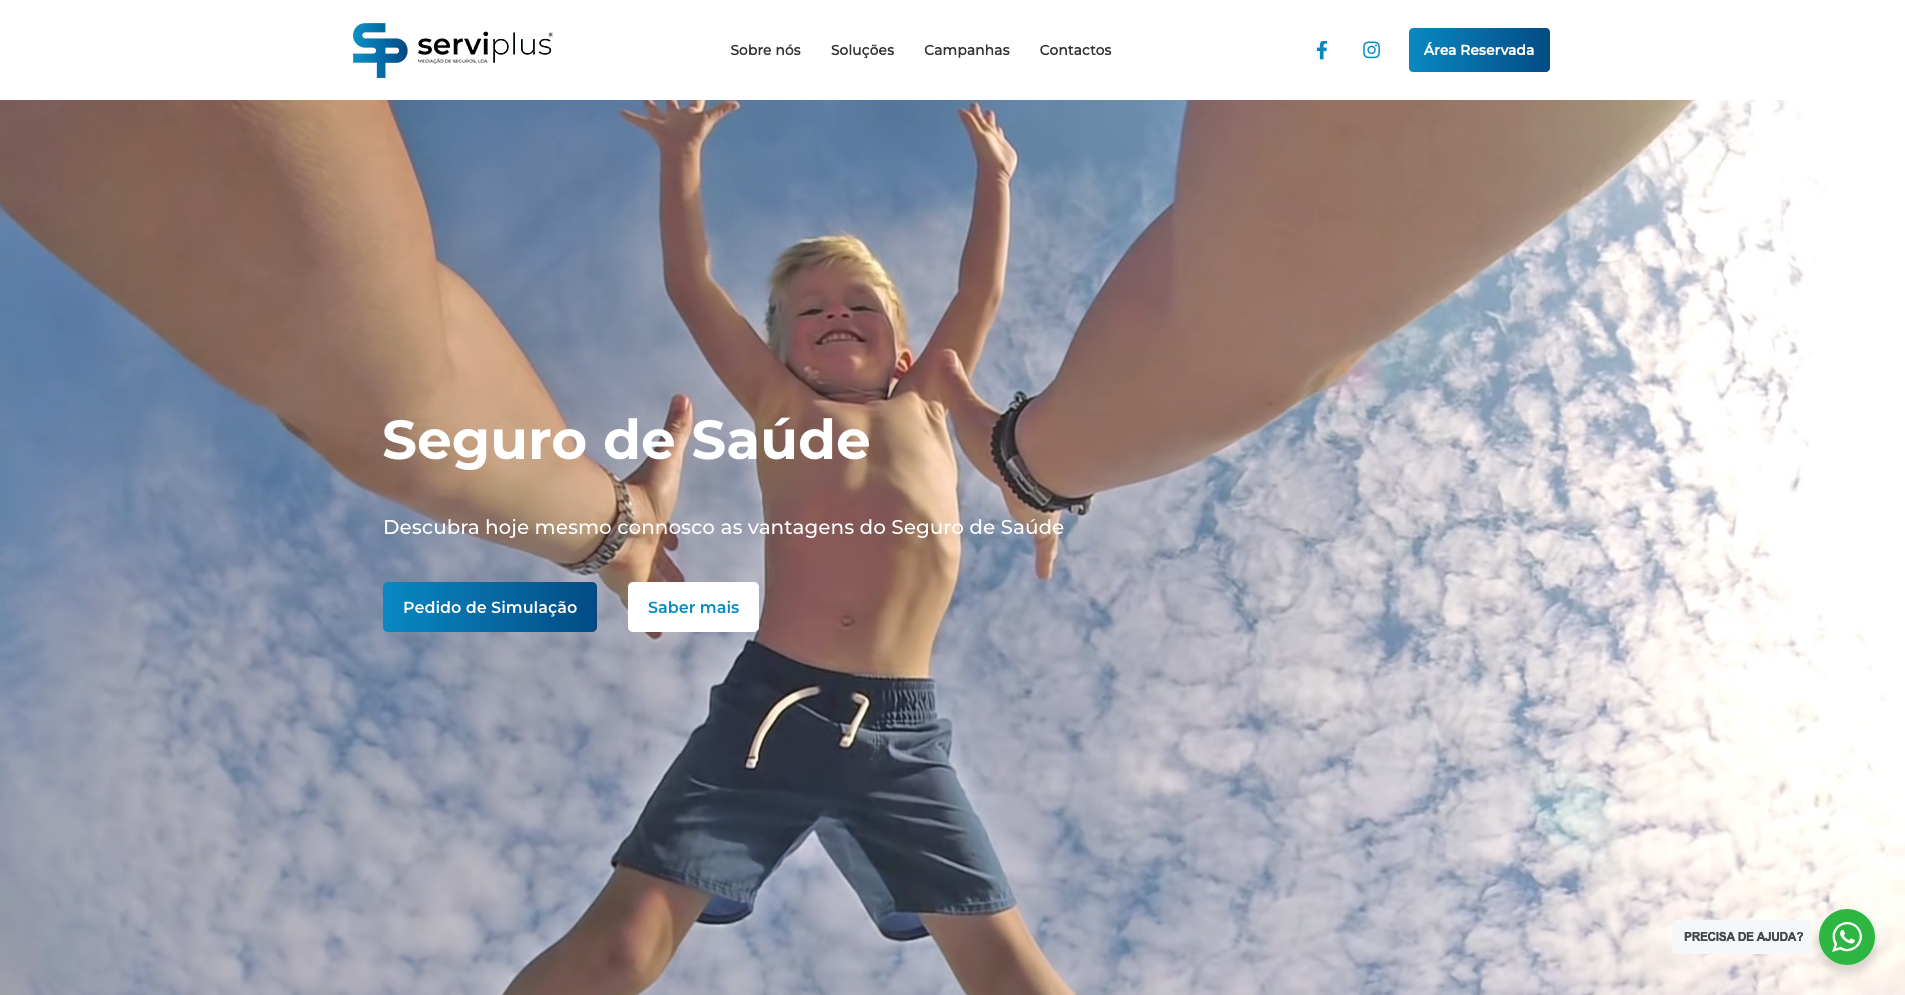 serviplus®
MEDIAÇÃO DE SEGUROS, LDA.
Sobre nós
Soluções
Campanhas
Contactos
Área Reservada
Seguro de Saúde
Descubra hoje mesmo connosco as vantagens do Seguro de Saúde
Pedido de Simulação
Saber mais
PRECISA DE AJUDA?